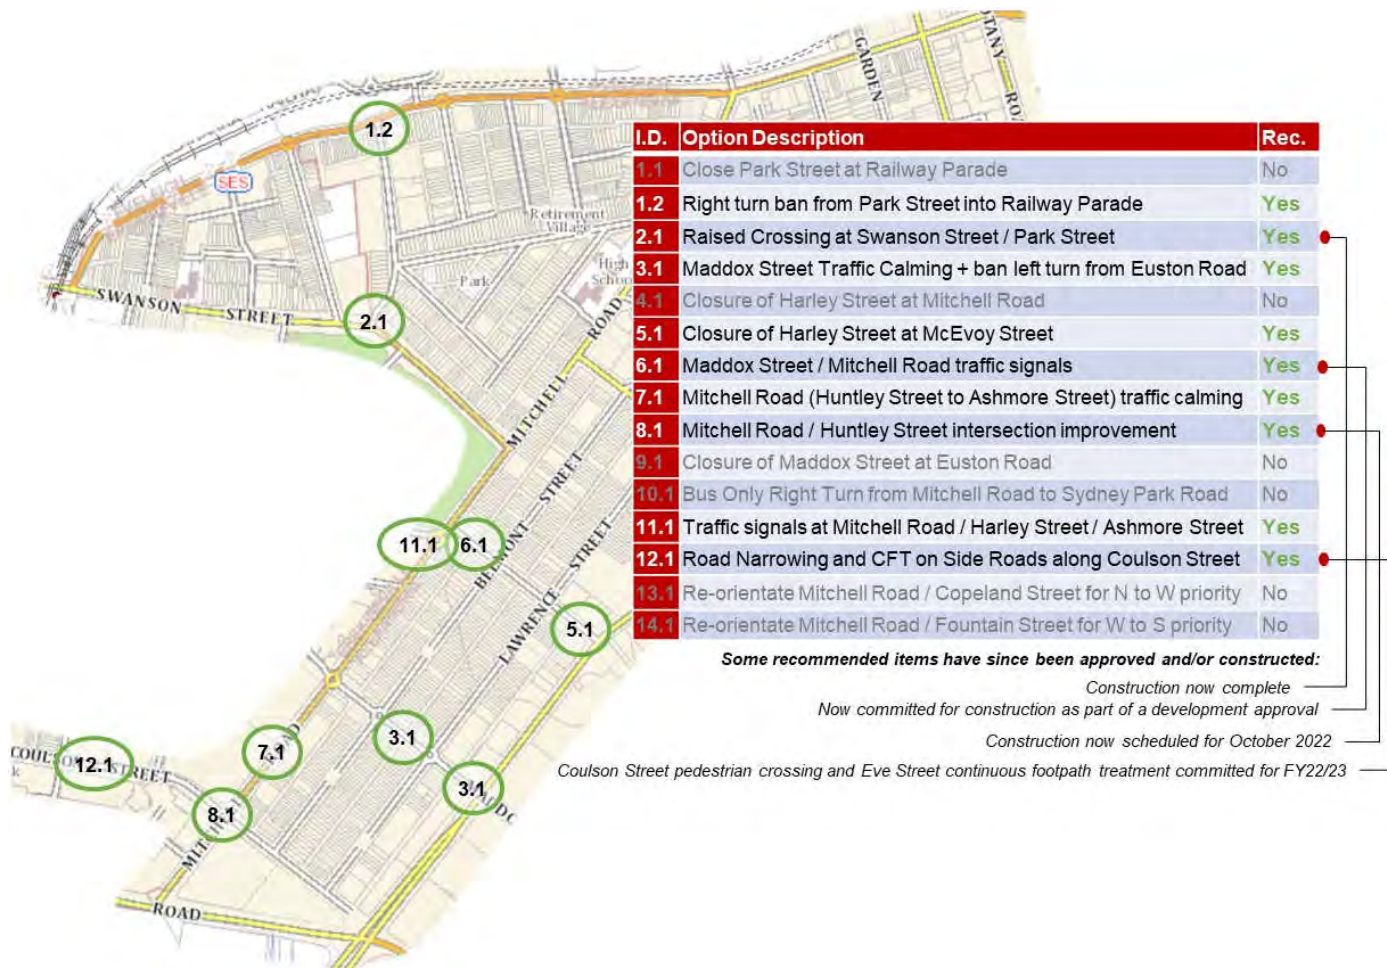 GARDEN
TANY
RO
1.2
SES
Retirement
Village
High
Schoo
Park
SWANSON STREET
2.1
ROAD
MITCHELL
BELMONT STREET
LAWRENCE STREET
11.1
6.1
5.1
3.1
3.1
7.1
12.1
COUL
STREET
8.1
ROAD
I.D. Option Description Rec.
1.1 Close Park Street at Railway Parade No
1.2 Right turn ban from Park Street into Railway Parade Yes
2.1 Raised Crossing at Swanson Street / Park Street Yes
3.1 Maddox Street Traffic Calming + ban left turn from Euston Road Yes
4.1 Closure of Harley Street at Mitchell Road No
5.1 Closure of Harley Street at McEvoy Street Yes
6.1 Maddox Street / Mitchell Road traffic signals Yes
7.1 Mitchell Road (Huntley Street to Ashmore Street) traffic calming Yes
8.1 Mitchell Road / Huntley Street intersection improvement Yes
9.1 Closure of Maddox Street at Euston Road No
10.1 Bus Only Right Turn from Mitchell Road to Sydney Park Road No
11.1 Traffic signals at Mitchell Road / Harley Street / Ashmore Street Yes
12.1 Road Narrowing and CFT on Side Roads along Coulson Street Yes
13.1 Re-orientate Mitchell Road / Copeland Street for N to W priority No
14.1 Re-orientate Mitchell Road / Fountain Street for W to S priority No
Some recommended items have since been approved and/or constructed:
Construction now complete
Now committed for construction as part of a development approval
Construction now scheduled for October 2022
Coulson Street pedestrian crossing and Eve Street continuous footpath treatment committed for FY22/23